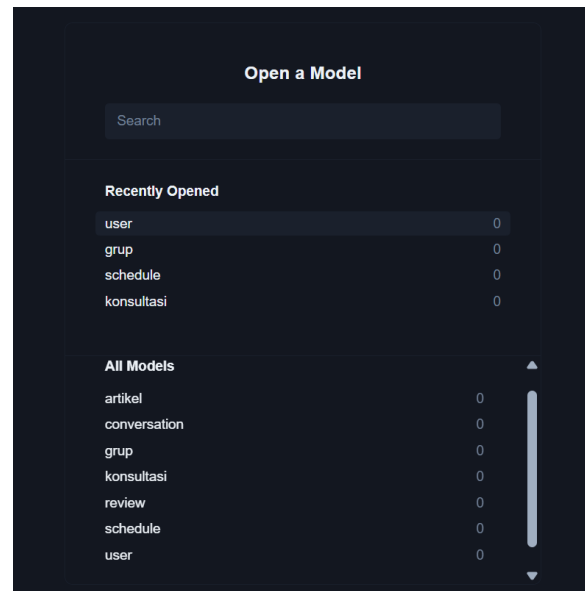 Open a Model
Search
Recently Opened
user 0
grup 0
schedule 0
konsultasi 0
All Models
artikel 0
conversation 0
grup 0
konsultasi 0
review 0
schedule 0
user 0